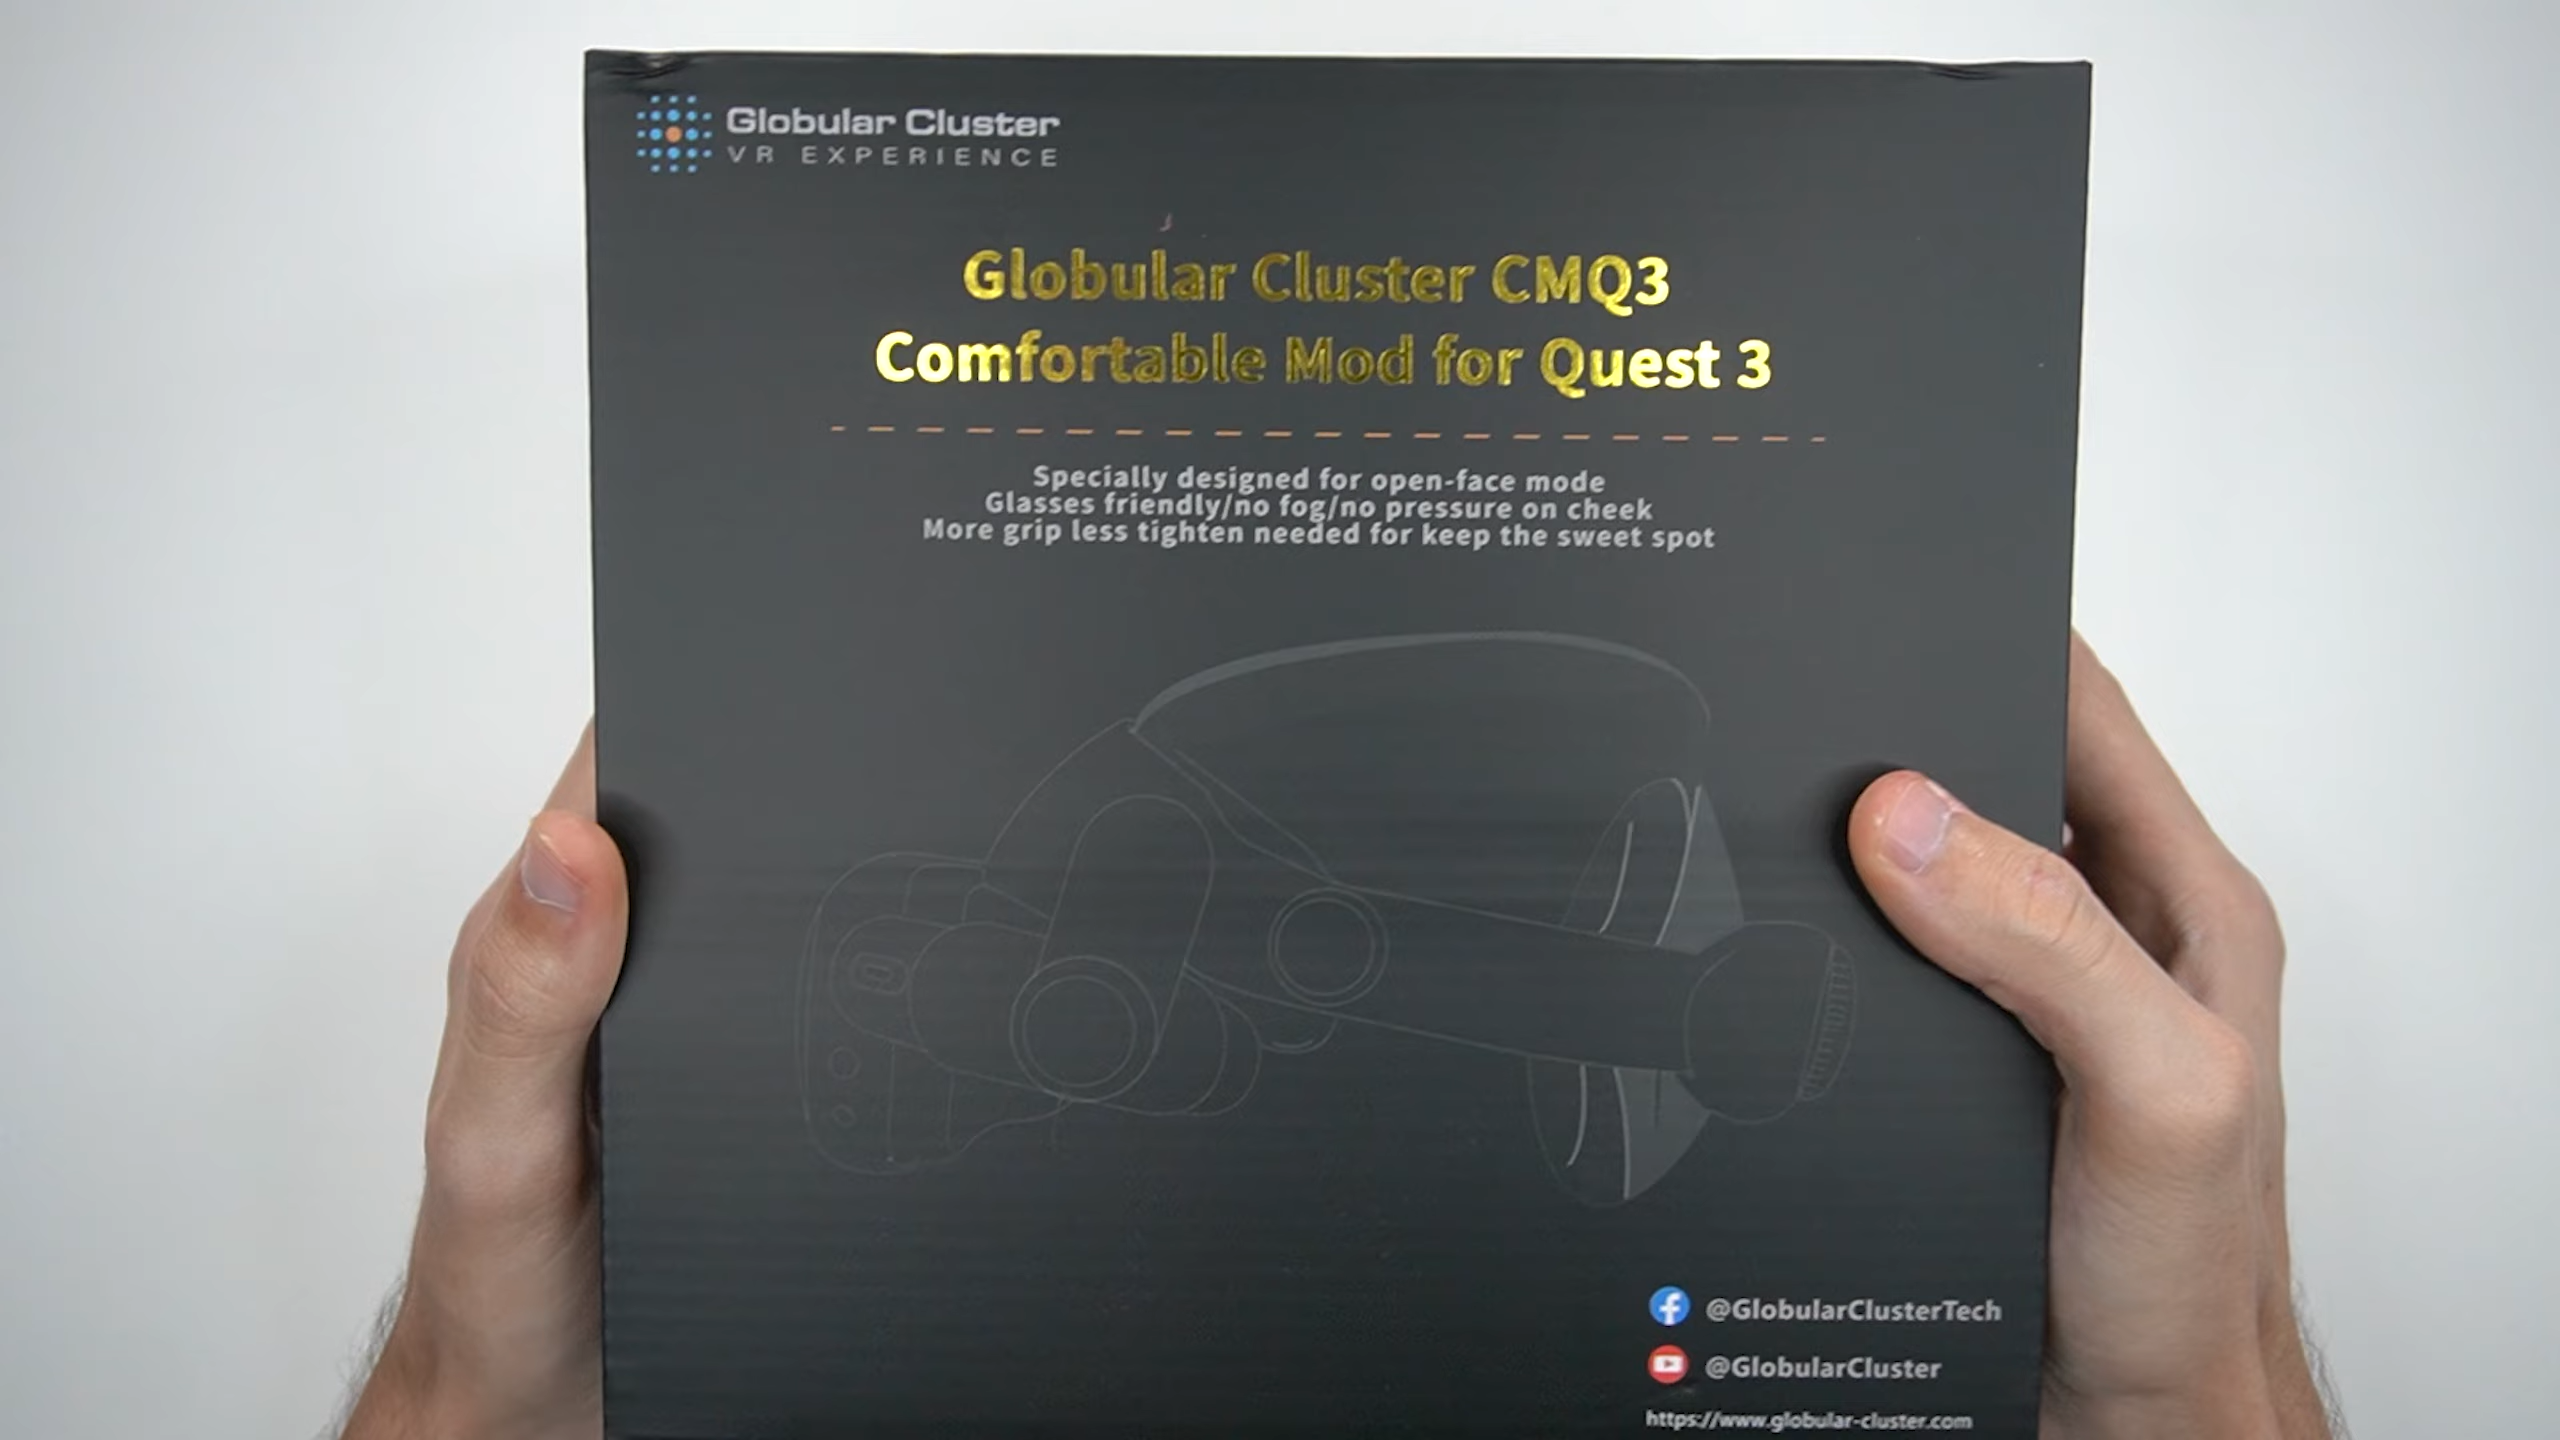 Globular Cluster
VR EXPERIENCE
Globular Cluster CMQ3
Comfortable Mod for Quest 3
Specially designed for open-face mode
Glasses friendly/no fog/no pressure on cheek
More grip less tighten needed for keep the sweet spot
@GlobularClusterTech
@GlobularCluster
https://www.globular-cluster.com